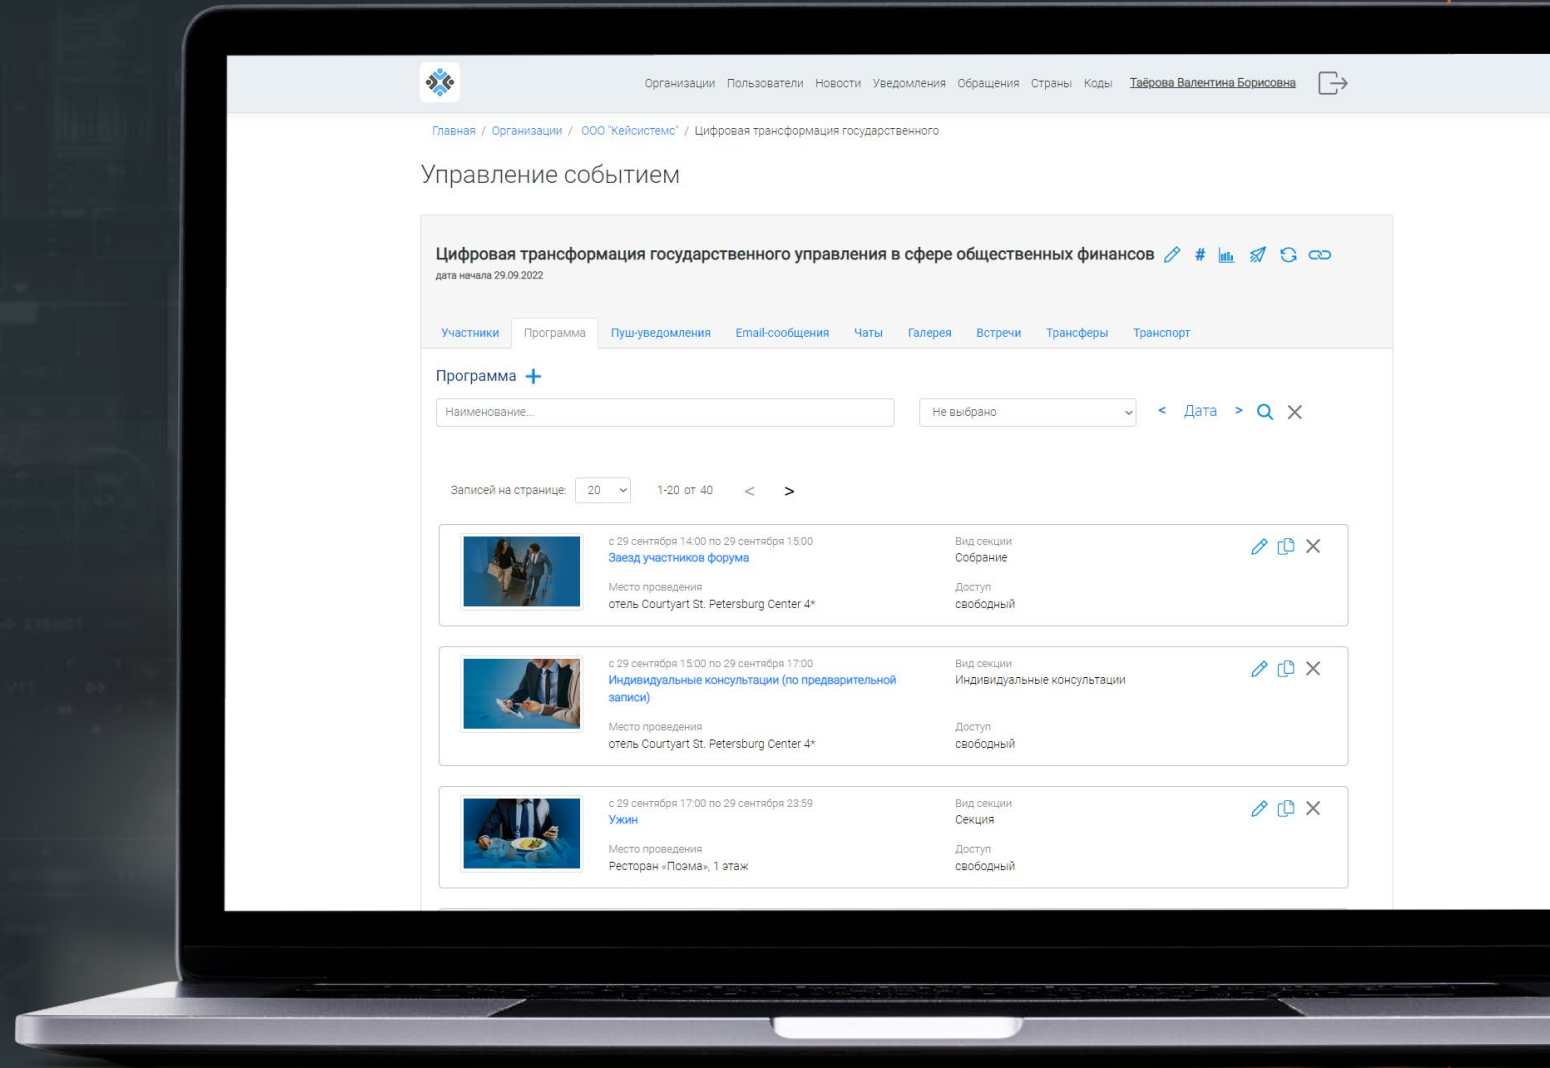 Организации Пользователи Новости Уведомления Обращения Страны Коды Таёрова Валентина Борисовна
Главная / Организации / ООО "Кейсистемс" / Цифровая трансформация государственного
Управление событием
Цифровая трансформация государственного управления в сфере общественных финансов #
дата начала 29.09.2022
Участники Программа Пуш-уведомления Email-сообщения Чаты Галерея Встречи Трансферы Транспорт
Программа +
Наименование... Не выбрано < Дата >
Записей на странице: 20 1-20 от 40 < >
с 29 сентября 14:00 по 29 сентября 15:00 Вид секции
Заезд участников форума Собрание
Место проведения Доступ
отель Courtyart St. Petersburg Center 4* свободный
с 29 сентября 15:00 по 29 сентября 17:00 Вид секции
Индивидуальные консультации (по предварительной Индивидуальные консультации
записи)
Место проведения Доступ
отель Courtyart St. Petersburg Center 4* свободный
с 29 сентября 17:00 по 29 сентября 23:59 Вид секции
Ужин Секция
Место проведения Доступ
Ресторан «Поэма», 1 этаж свободный